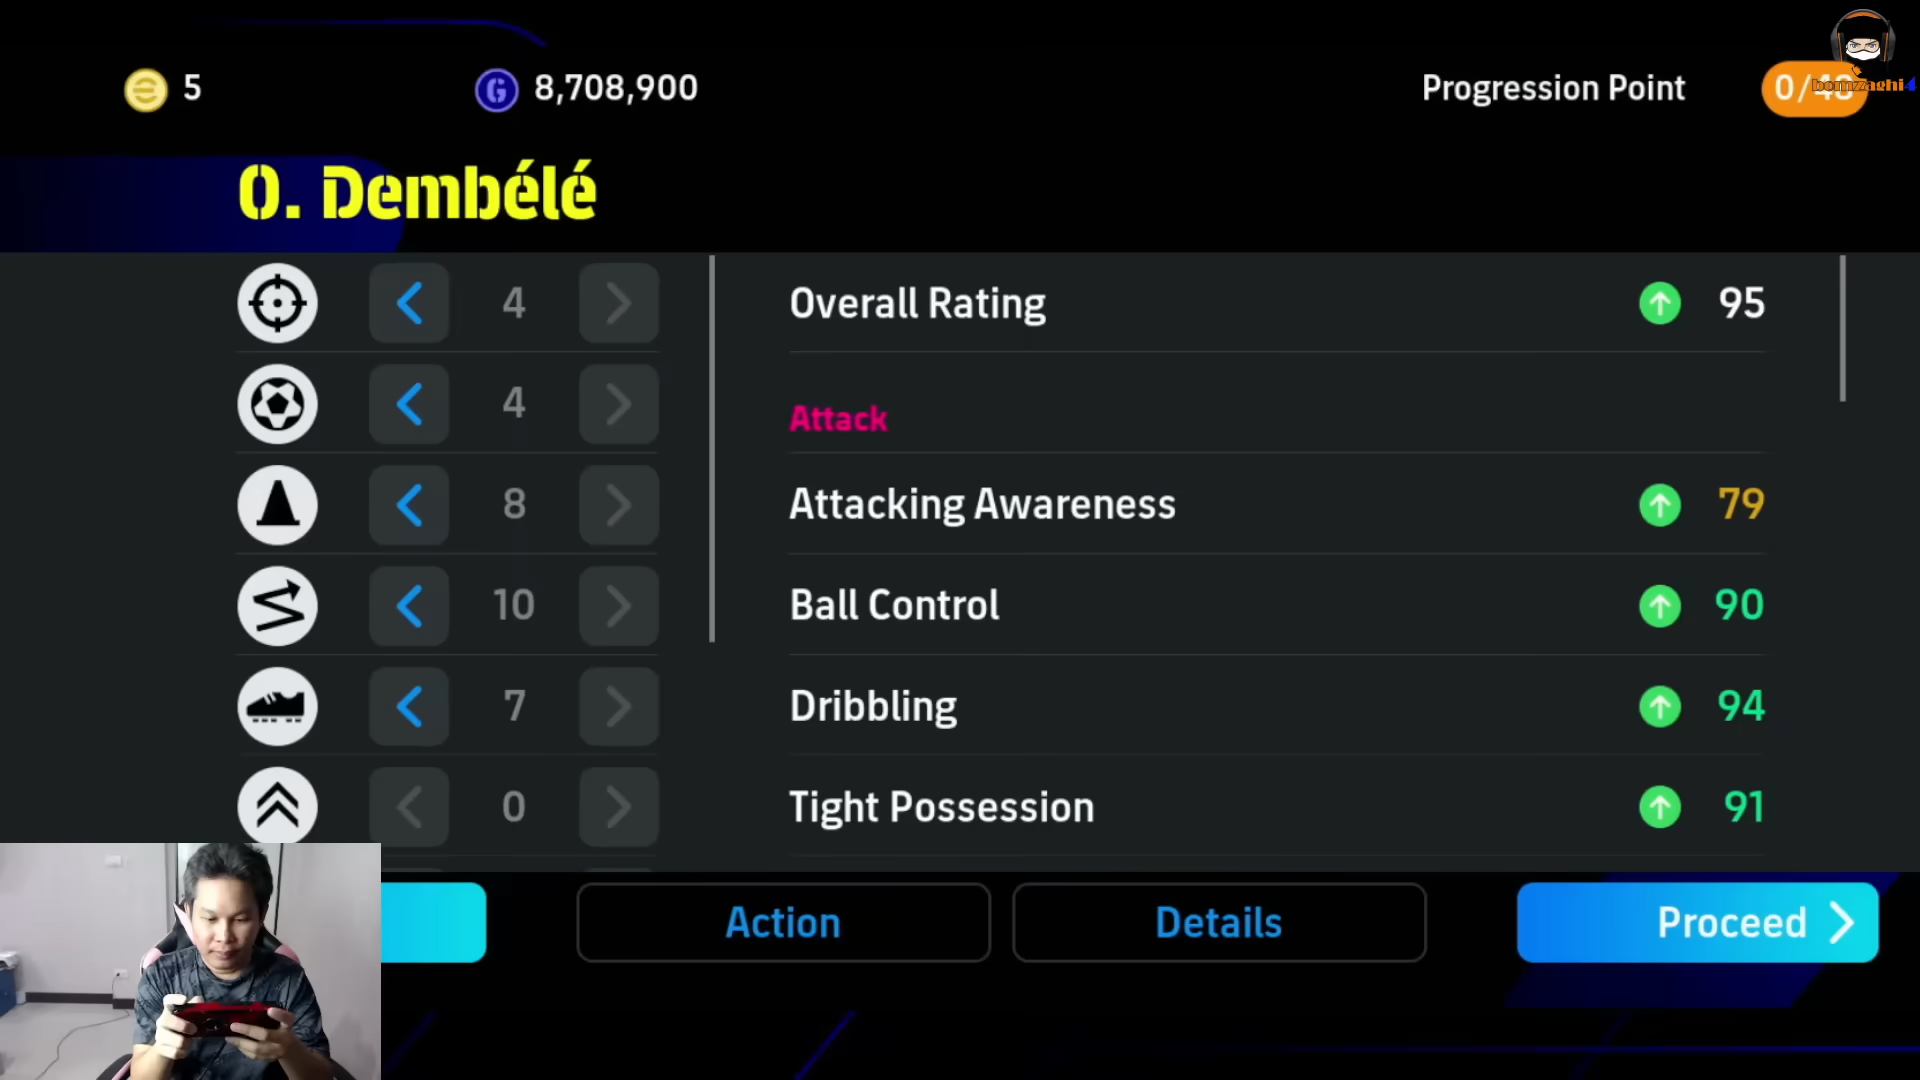 5
8,708,900
Progression Point
bomzaghi4
O. Dembélé
4
Overall Rating
95
4
Attack
8
Attacking Awareness
79
10
Ball Control
90
7
Dribbling
94
0
Tight Possession
91
Action
Details
Proceed